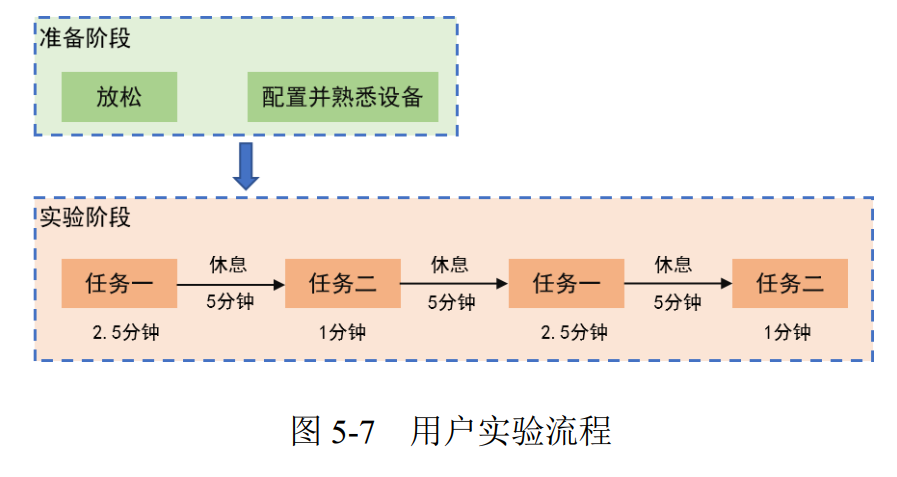 准备阶段
放松
配置并熟悉设备
实验阶段
任务一
休息
5分钟
任务二
休息
5分钟
任务一
休息
5分钟
任务二
2.5分钟
1分钟
2.5分钟
1分钟
图 5-7 用户实验流程